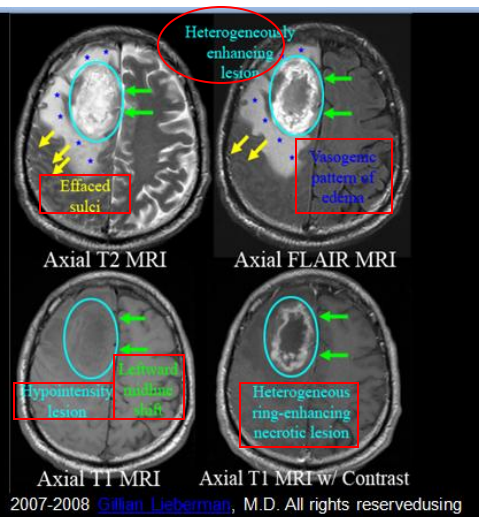 Heterogeneously
enhancing
lesion
Effaced
sulci
Vasogenic
pattern of
edema
Axial T2 MRI
Axial FLAIR MRI
Leftward
midline
shift
Hypointensity
lesion
Heterogeneous
ring-enhancing
necrotic lesion
Axial T1 MRI
Axial T1 MRI w/ Contrast
2007-2008 Gillian Lieberman, M.D. All rights reservedusing